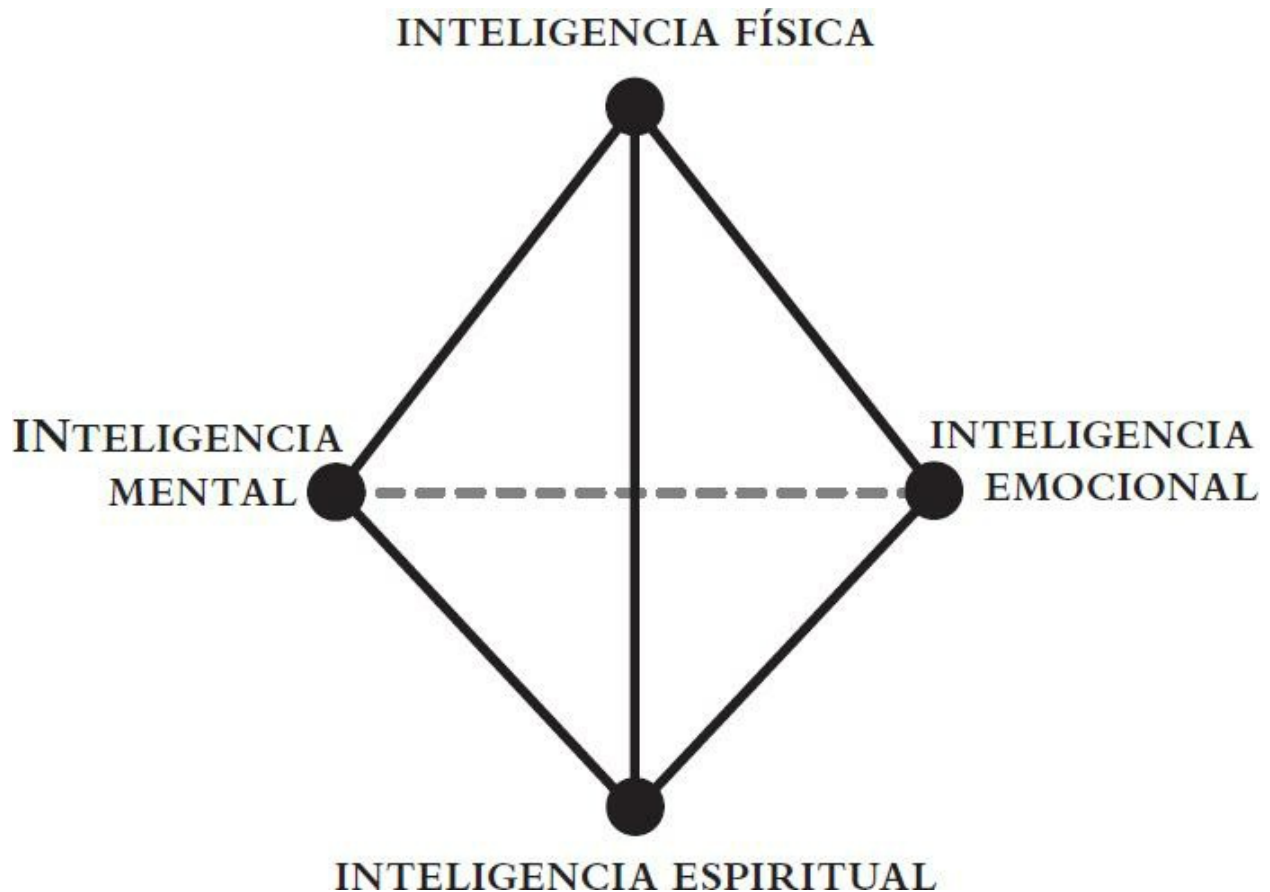 INTELIGENCIA FÍSICA
INTELIGENCIA
MENTAL
INTELIGENCIA
EMOCIONAL
INTELIGENCIA ESPIRITUAL